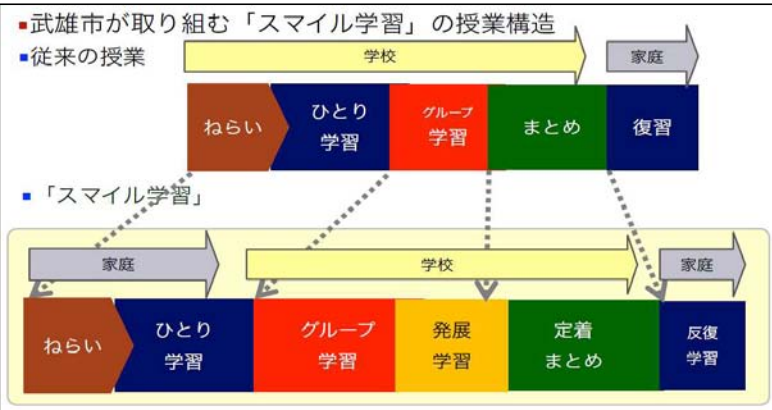 ▪武雄市が取り組む「スマイル学習」の授業構造
▪従来の授業
学校
家庭
ねらい
ひとり
学習
グループ
学習
まとめ
復習
▪「スマイル学習」
家庭
学校
家庭
ねらい
ひとり
学習
グループ
学習
発展
学習
定着
まとめ
反復
学習